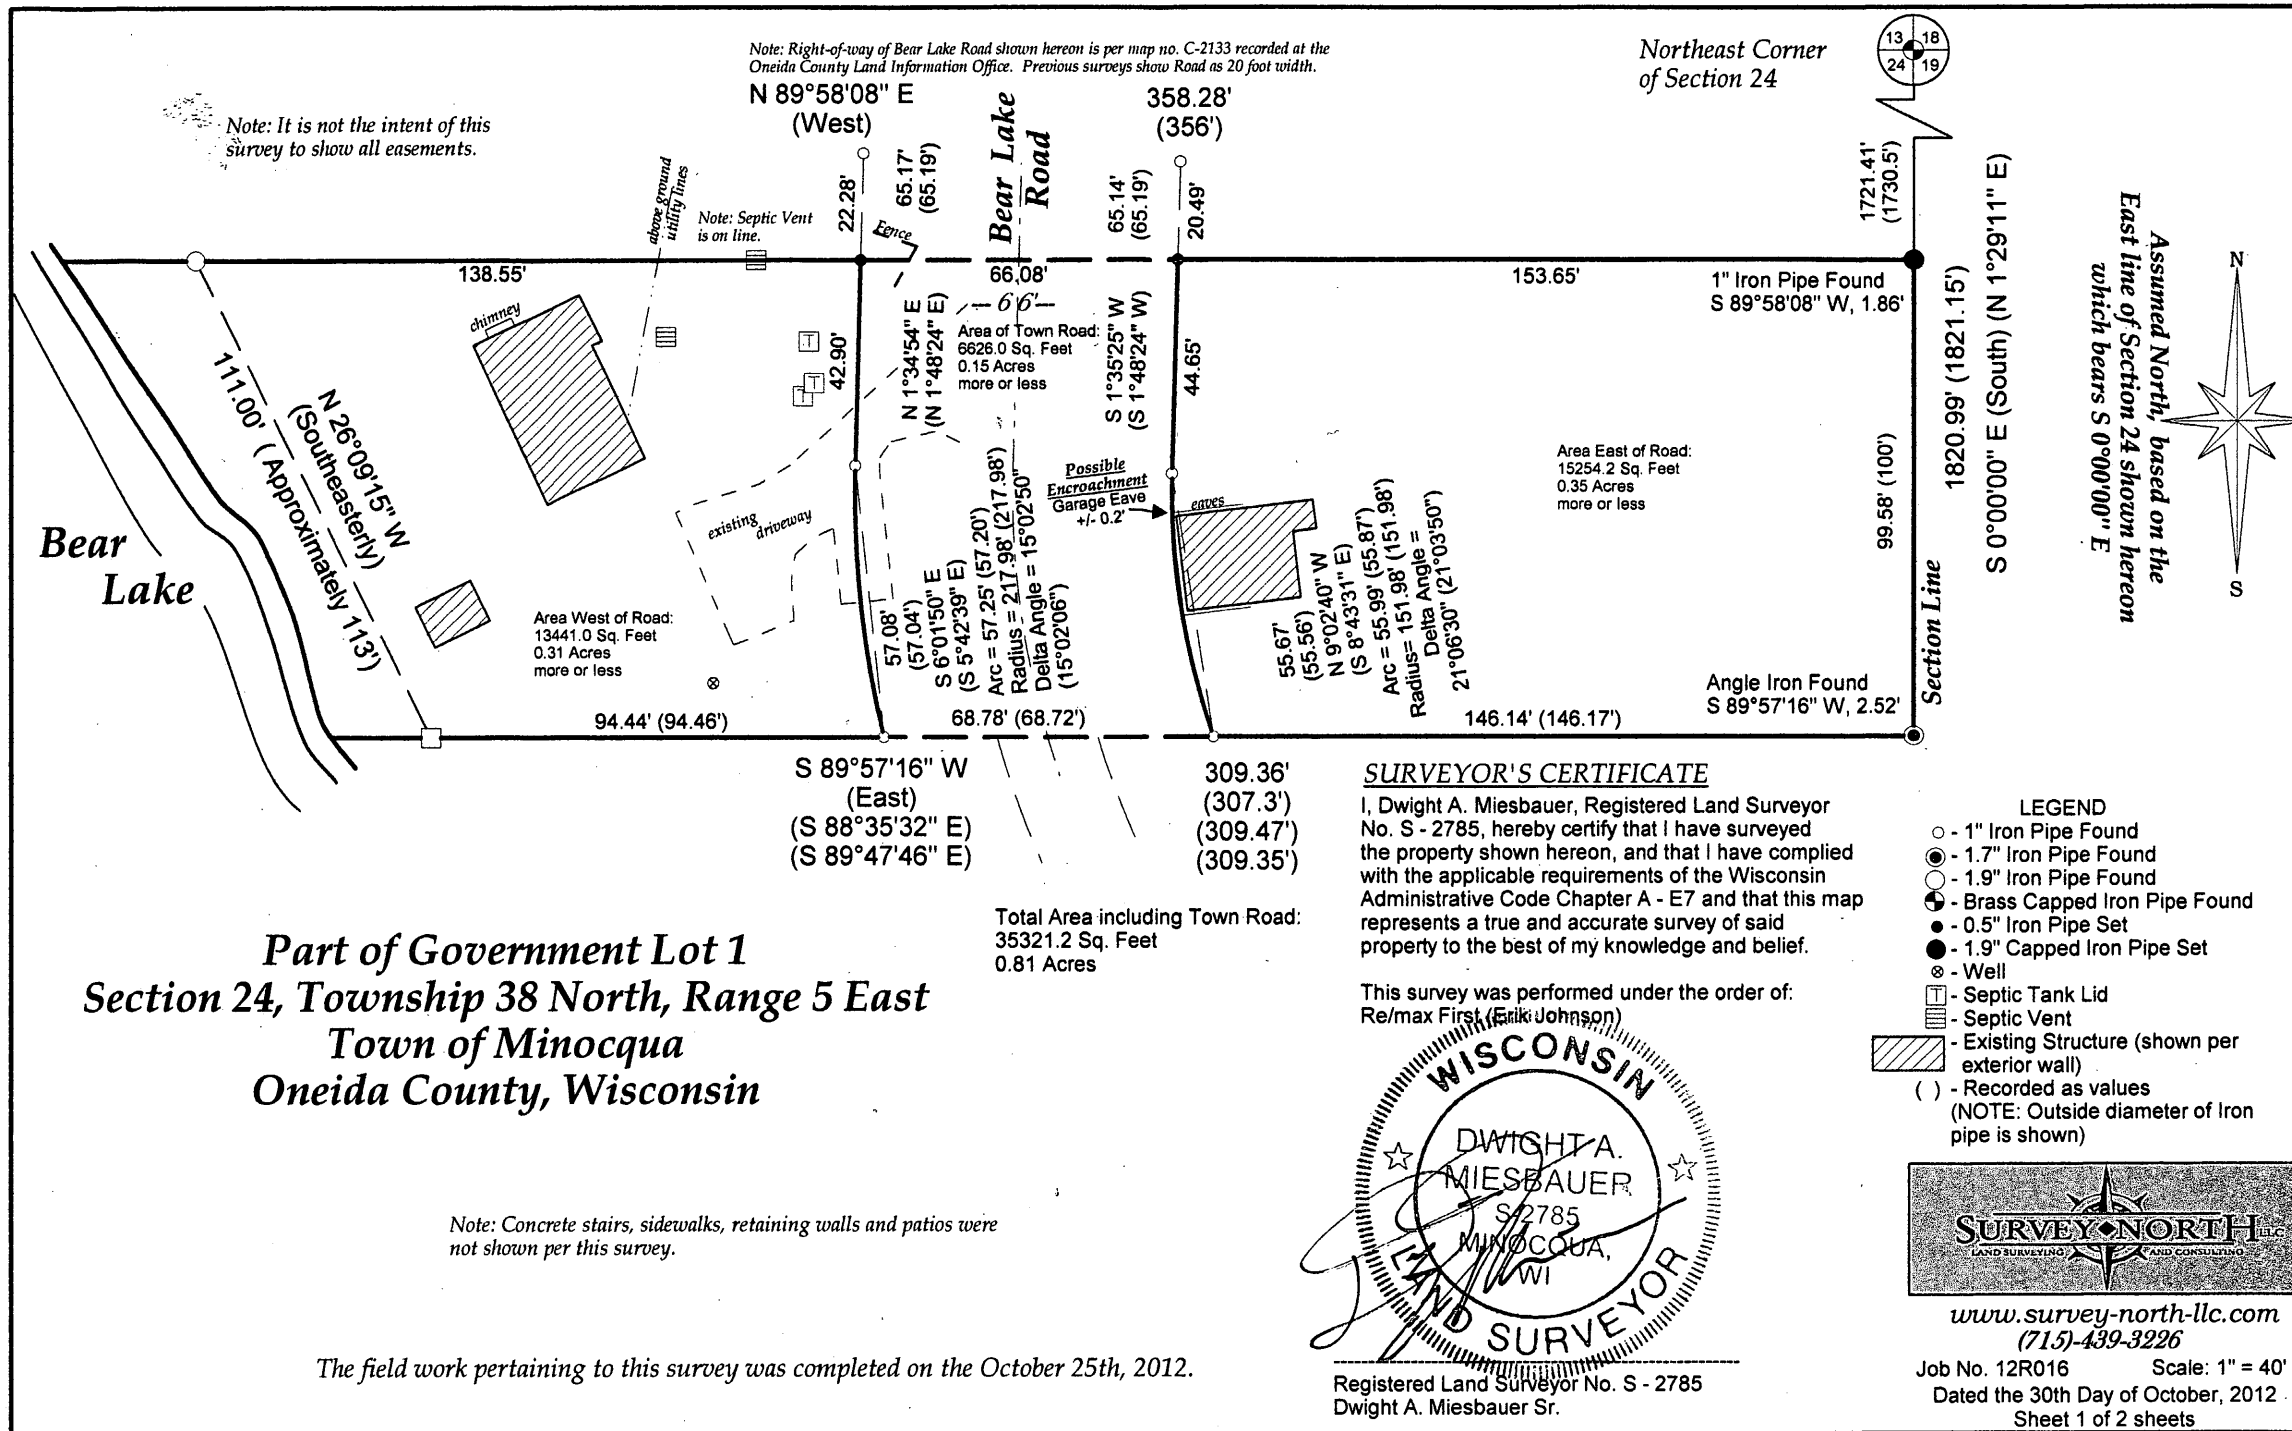 Note: Right-of-way of Bear Lake Road shown hereon is per map no. C-2133 recorded at the
Oneida County Land Information Office. Previous surveys show Road as 20 foot width.
Northeast Corner
of Section 24
13 18
24 19
Note: It is not the intent of this
survey to show all easements.
N 89°58'08" E
(West)
358.28'
(356')
Bear Lake
Road
above ground
utility lines
Note: Septic Vent
is on line.
22.28'
65.17'
(65.19')
Fence
65.14'
(65.19')
20.49'
1721.41'
(1730.5')
138.55'
66.08'
66'
153.65'
1" Iron Pipe Found
S 89°58'08" W, 1.86'
chimney
42.90'
N 1°34'54" E
(N 1°48'24" E)
Area of Town Road:
6626.0 Sq. Feet
0.15 Acres
more or less
S 1°35'25" W
(S 1°48'24" W)
44.65'
1820.99' (1821.15')
S 0°00'00" E (South) (N 1°29'11" E)
Assumed North, based on the
East line of Section 24 shown hereon
which bears S 0°00'00" E
N
S
N 26°09'15" W
(Southeasterly)
111.00' ( Approximately 113')
Bear
Lake
existing
driveway
Possible
Encroachment
Garage Eave
+/- 0.2'
eaves
Area East of Road:
15254.2 Sq. Feet
0.35 Acres
more or less
99.58' (100')
Section Line
Area West of Road:
13441.0 Sq. Feet
0.31 Acres
more or less
57.08'
(57.04')
S 6°01'50" E
(S 5°42'39" E)
Arc = 57.25' (57.20')
Radius = 217.98' (217.98')
Delta Angle = 15°02'50"
(15°02'06")
55.67'
(55.56')
N 9°02'40" W
(S 8°43'31" E)
Arc = 55.99' (55.87')
Radius= 151.98' (151.98')
Delta Angle =
21°06'30" (21°03'50")
Angle Iron Found
S 89°57'16" W, 2.52'
94.44' (94.46')
68.78' (68.72')
146.14' (146.17')
S 89°57'16" W
(East)
(S 88°35'32" E)
(S 89°47'46" E)
309.36'
(307.3')
(309.47')
(309.35')
Total Area including Town Road:
35321.2 Sq. Feet
0.81 Acres
SURVEYOR'S CERTIFICATE
I, Dwight A. Miesbauer, Registered Land Surveyor
No. S - 2785, hereby certify that I have surveyed
the property shown hereon, and that I have complied
with the applicable requirements of the Wisconsin
Administrative Code Chapter A - E7 and that this map
represents a true and accurate survey of said
property to the best of my knowledge and belief.
This survey was performed under the order of:
Re/max First (Erik Johnson)
LEGEND
- 1" Iron Pipe Found
- 1.7" Iron Pipe Found
- 1.9" Iron Pipe Found
- Brass Capped Iron Pipe Found
- 0.5" Iron Pipe Set
- 1.9" Capped Iron Pipe Set
- Well
T - Septic Tank Lid
- Septic Vent
- Existing Structure (shown per
exterior wall)
( ) - Recorded as values
(NOTE: Outside diameter of Iron
pipe is shown)
Part of Government Lot 1
Section 24, Township 38 North, Range 5 East
Town of Minocqua
Oneida County, Wisconsin
Note: Concrete stairs, sidewalks, retaining walls and patios were
not shown per this survey.
The field work pertaining to this survey was completed on the October 25th, 2012.
WISCONSIN
DWIGHT A.
MIESBAUER
S-2785
MINOCQUA,
WI
LAND SURVEYOR
Registered Land Surveyor No. S - 2785
Dwight A. Miesbauer Sr.
SURVEY NORTH LLC
LAND SURVEYING AND CONSULTING
www.survey-north-llc.com
(715)-439-3226
Job No. 12R016 Scale: 1" = 40'
Dated the 30th Day of October, 2012
Sheet 1 of 2 sheets